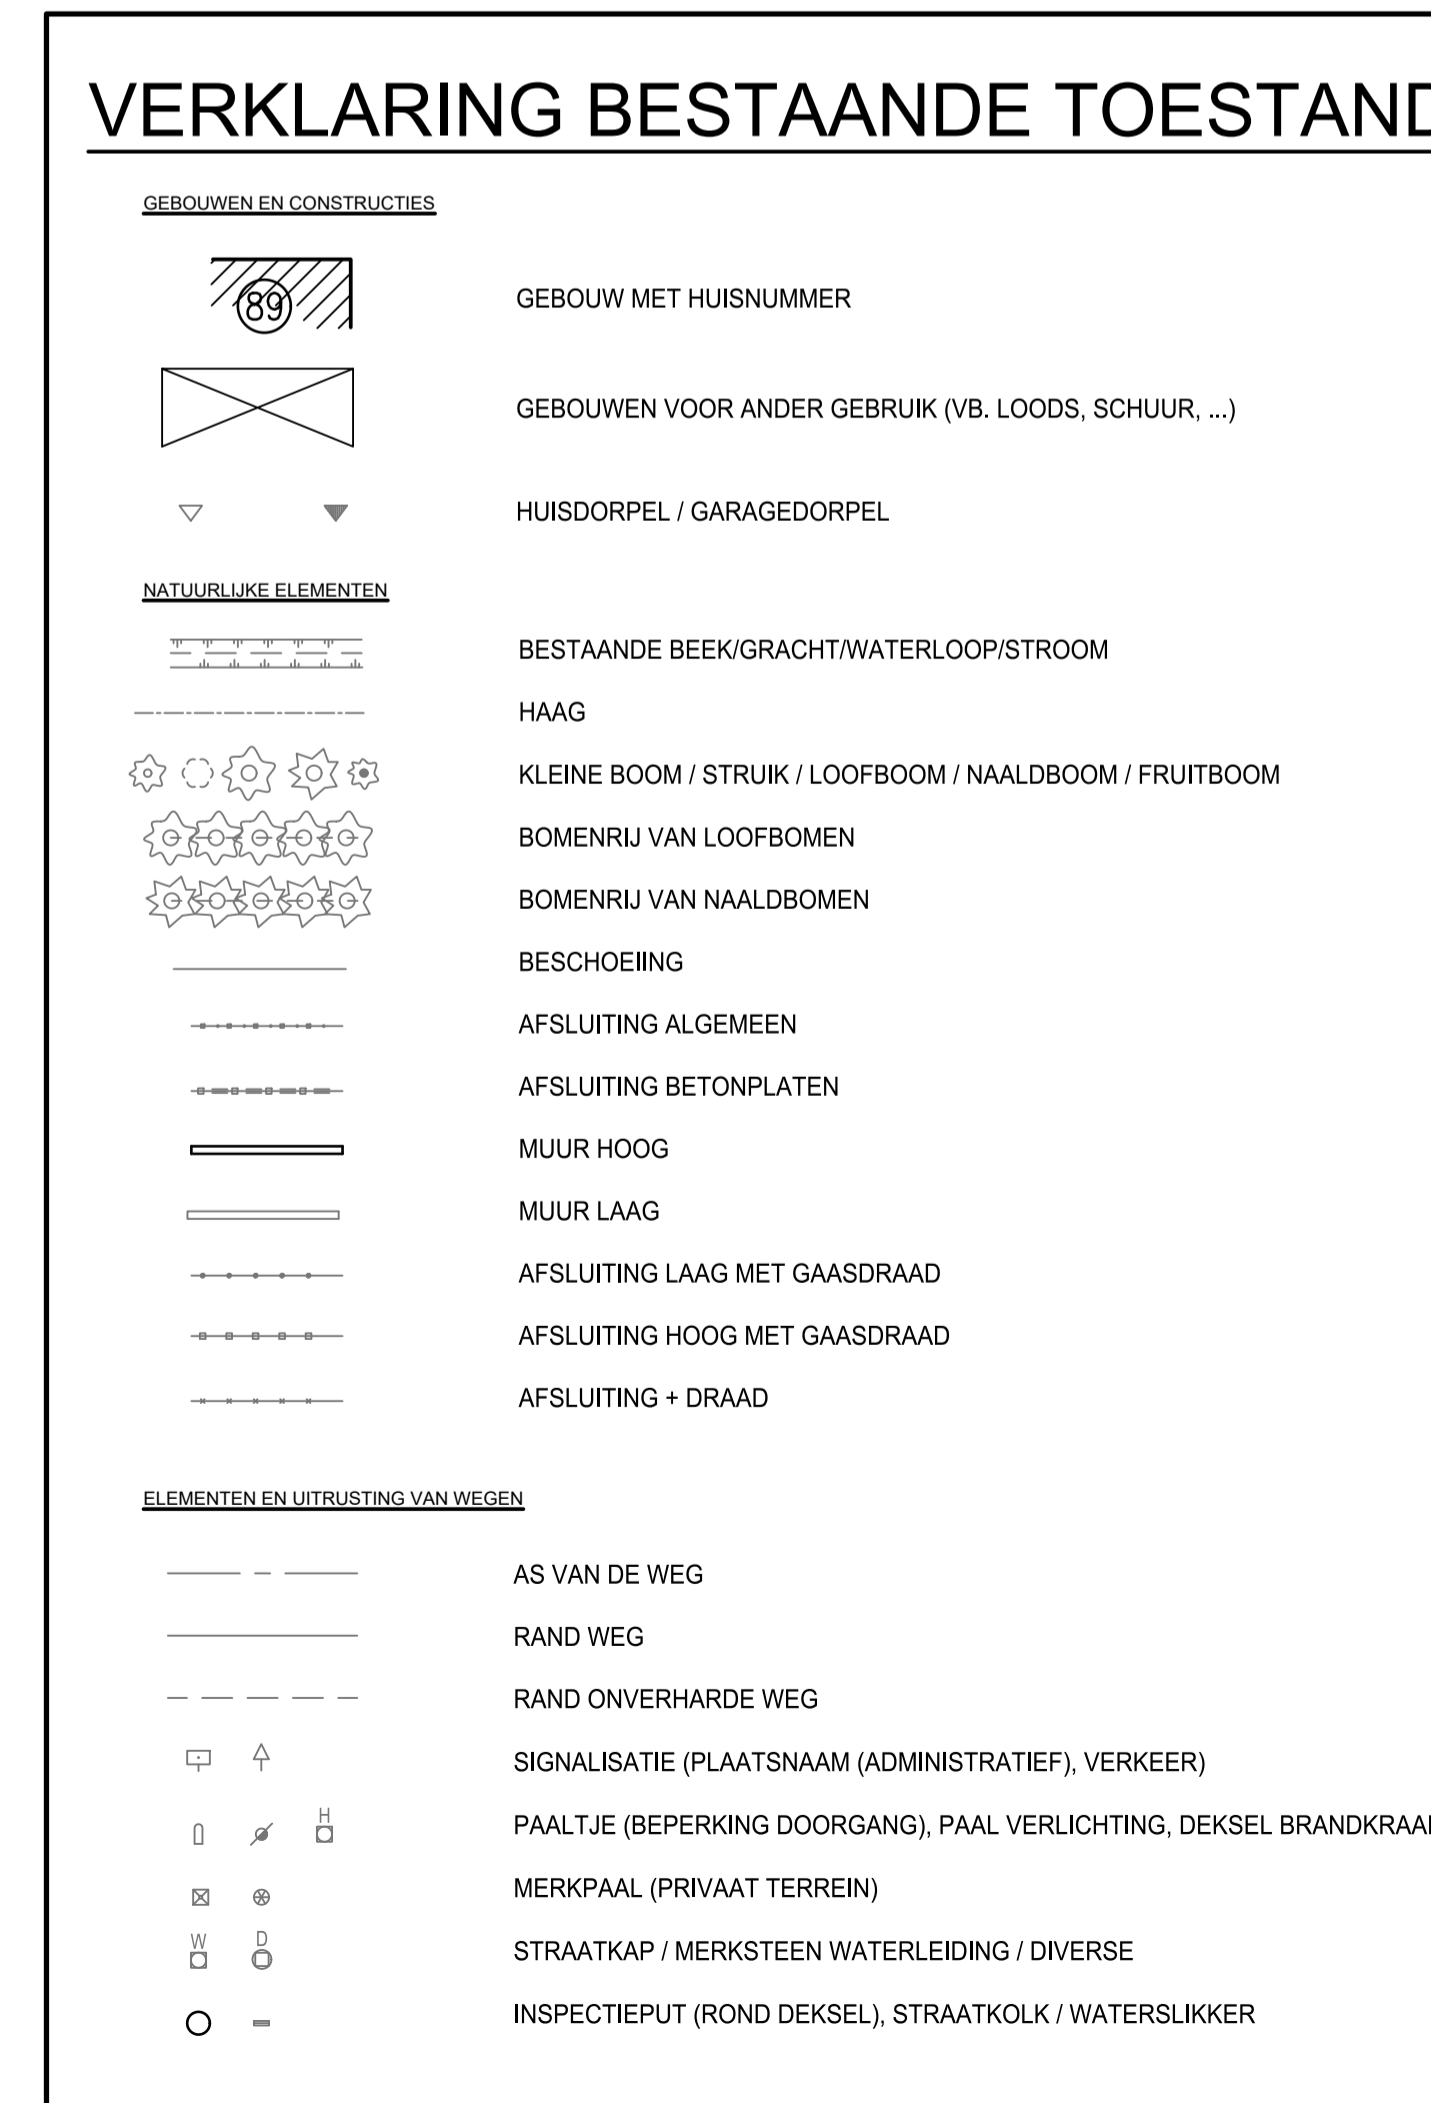 VERKLARING BESTAANDE TOESTAND
GEBOUWEN EN CONSTRUCTIES
89
GEBOUW MET HUISNUMMER
GEBOUWEN VOOR ANDER GEBRUIK (VB. LOODS, SCHUUR, ...)
HUISDORPEL / GARAGEDORPEL
NATUURLIJKE ELEMENTEN
BESTAANDE BEEK/GRACHT/WATERLOOP/STROOM
HAAG
KLEINE BOOM / STRUIK / LOOFBOOM / NAALDBOOM / FRUITBOOM
BOMENRIJ VAN LOOFBOMEN
BOMENRIJ VAN NAALDBOMEN
BESCHOEIING
AFSLUITING ALGEMEEN
AFSLUITING BETONPLATEN
MUUR HOOG
MUUR LAAG
AFSLUITING LAAG MET GAASDRAAD
AFSLUITING HOOG MET GAASDRAAD
AFSLUITING + DRAAD
ELEMENTEN EN UITRUSTING VAN WEGEN
AS VAN DE WEG
RAND WEG
RAND ONVERHARDE WEG
SIGNALISATIE (PLAATSNAAM (ADMINISTRATIEF), VERKEER)
H
PAALTJE (BEPERKING DOORGANG), PAAL VERLICHTING, DEKSEL BRANDKRAA
MERKPAAL (PRIVAAT TERREIN)
W D
STRAATKAP / MERKSTEEN WATERLEIDING / DIVERSE
INSPECTIEPUT (ROND DEKSEL), STRAATKOLK / WATERSLIKKER